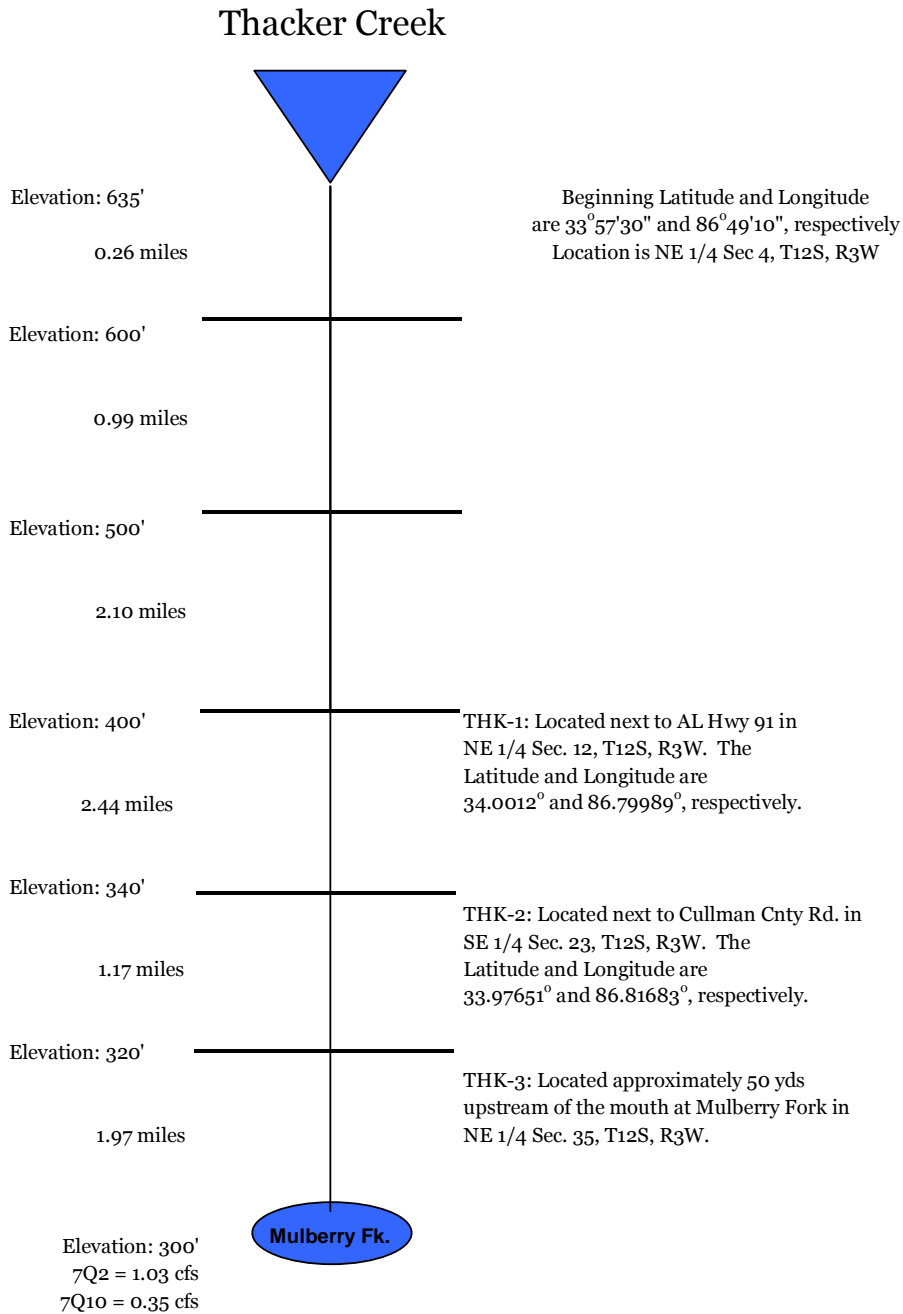 Thacker Creek
Elevation: 635'
Beginning Latitude and Longitude
are 33°57'30" and 86°49'10", respectively
Location is NE 1/4 Sec 4, T12S, R3W
0.26 miles
Elevation: 600'
0.99 miles
Elevation: 500'
2.10 miles
Elevation: 400'
THK-1: Located next to AL Hwy 91 in
NE 1/4 Sec. 12, T12S, R3W. The
Latitude and Longitude are
34.0012° and 86.79989°, respectively.
2.44 miles
Elevation: 340'
THK-2: Located next to Cullman Cnty Rd. in
SE 1/4 Sec. 23, T12S, R3W. The
Latitude and Longitude are
33.97651° and 86.81683°, respectively.
1.17 miles
Elevation: 320'
THK-3: Located approximately 50 yds
upstream of the mouth at Mulberry Fork in
NE 1/4 Sec. 35, T12S, R3W.
1.97 miles
Mulberry Fk.
Elevation: 300'
7Q2 = 1.03 cfs
7Q10 = 0.35 cfs